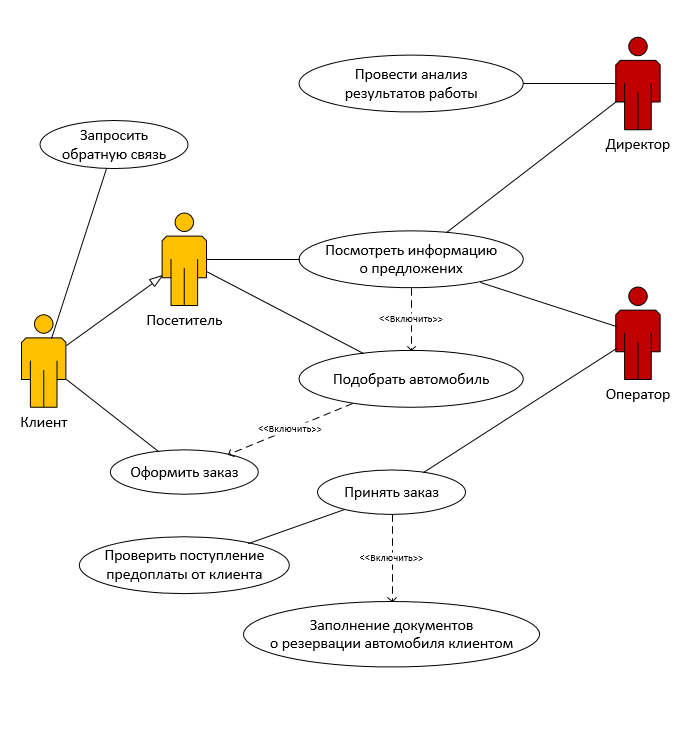 Провести анализ
результатов работы
Директор
Запросить
обратную связь
Посетитель
Посмотреть информацию
о предложених
<<Включить>>
Клиент
Подобрать автомобиль
Оператор
<<Включить>>
Оформить заказ
Принять заказ
Проверить поступление
предоплаты от клиента
<<Включить>>
Заполнение документов
о резервации автомобиля клиентом